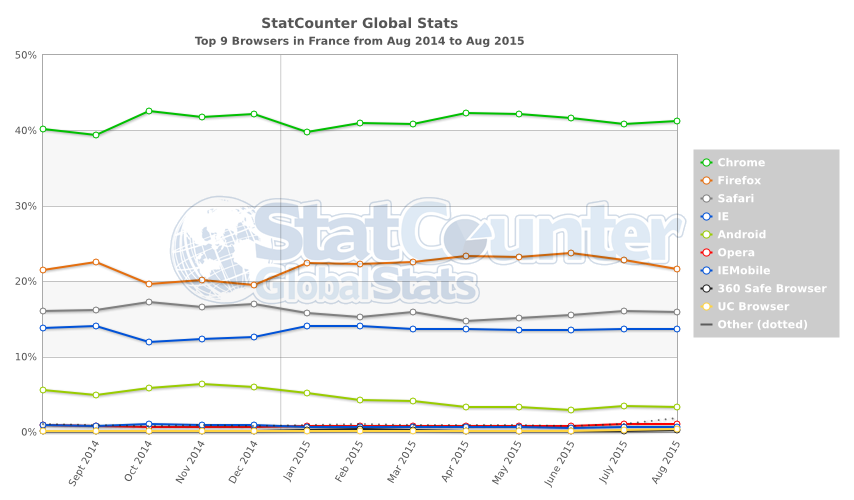 StatCounter Global Stats
Top 9 Browsers in France from Aug 2014 to Aug 2015
50%
40%
30%
20%
10%
0%
StatCounter
GlobalStats
Sept 2014
Oct 2014
Nov 2014
Dec 2014
Jan 2015
Feb 2015
Mar 2015
Apr 2015
May 2015
June 2015
July 2015
Aug 2015
Chrome
Firefox
Safari
IE
Android
Opera
IEMobile
360 Safe Browser
UC Browser
Other (dotted)